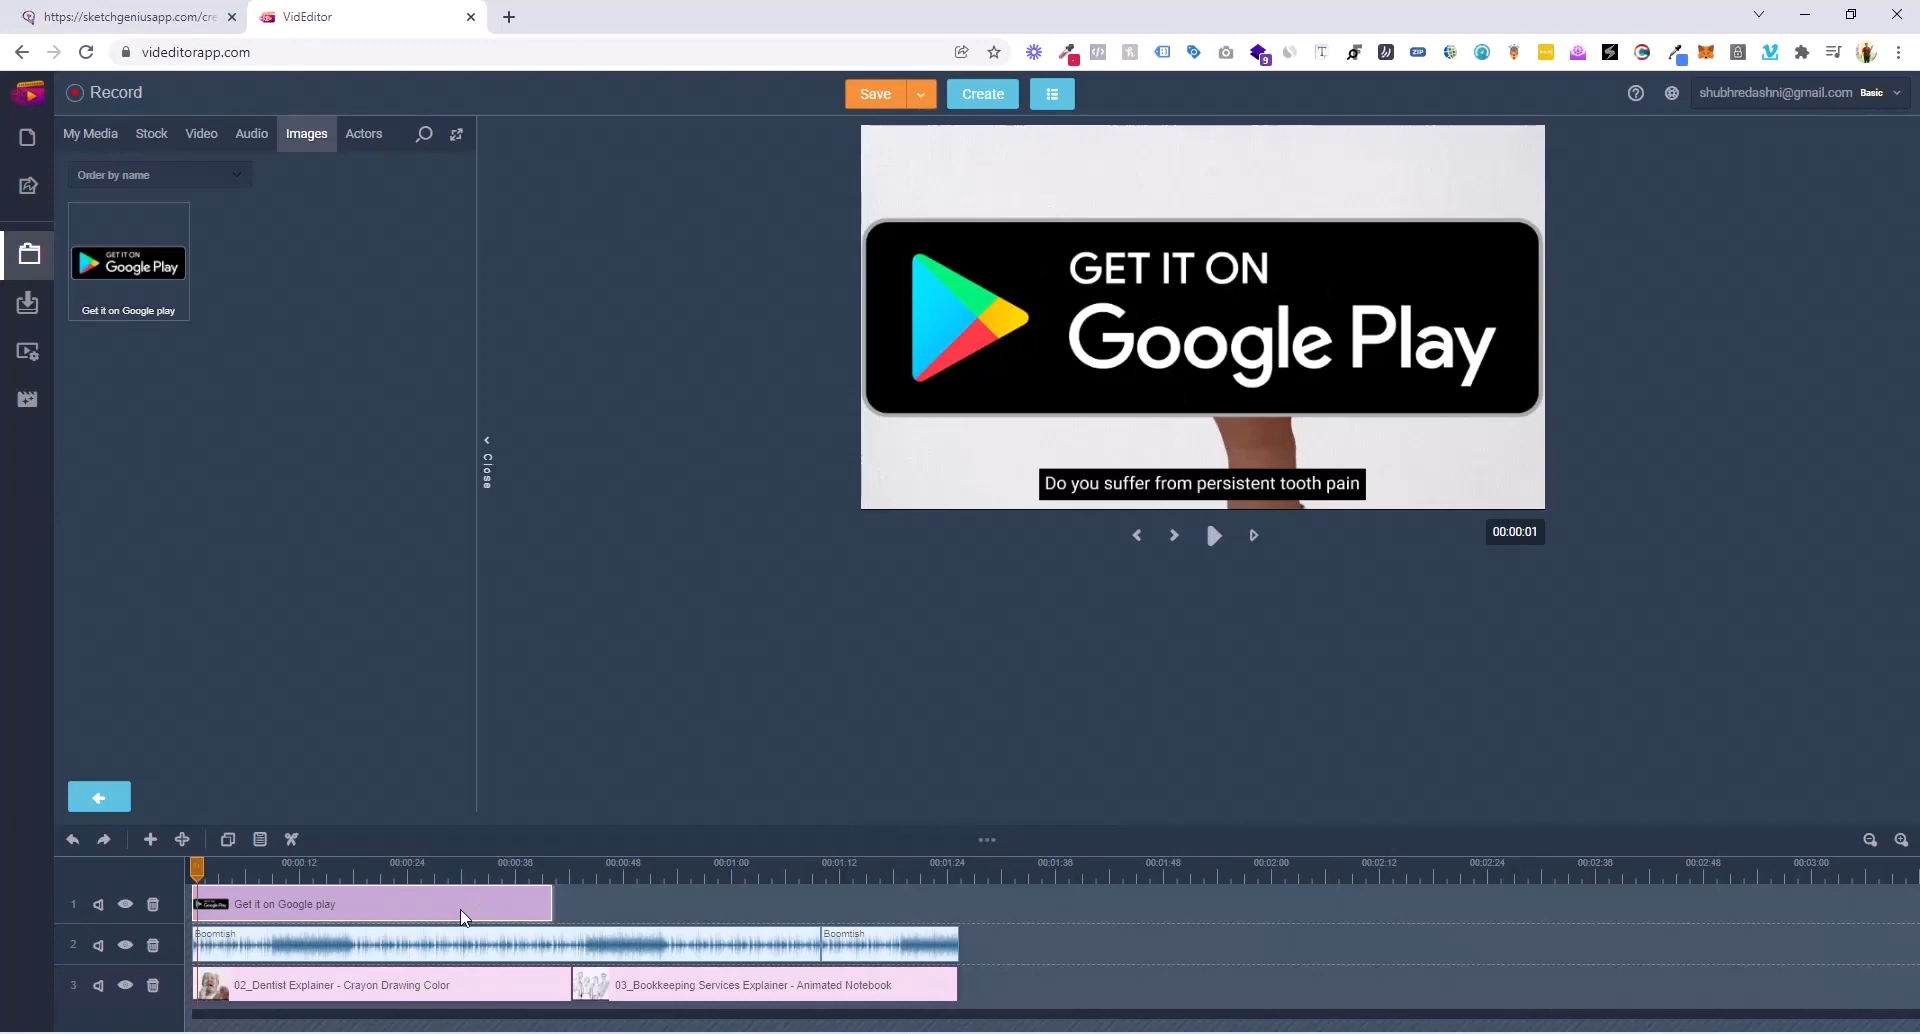 https://sketchgeniusapp.com/cre
VidEditor
videditorapp.com
ZIP
9
Record
Save
Create
shubhredashni@gmail.com Basic
My Media
Stock
Video
Audio
Images
Actors
Order by name
GET IT ON
Google Play
Get it on Google play
GET IT ON
Google Play
Do you suffer from persistent tooth pain
Close
00:00:01
00:00:12
00:00:24
00:00:36
00:00:48
00:01:00
00:01:12
00:01:24
00:01:36
00:01:48
00:02:00
00:02:12
00:02:24
00:02:36
00:02:48
00:03:00
1
Get it on Google play
2
Boomtish
Boomtish
3
02_Dentist Explainer - Crayon Drawing Color
03_Bookkeeping Services Explainer - Animated Notebook